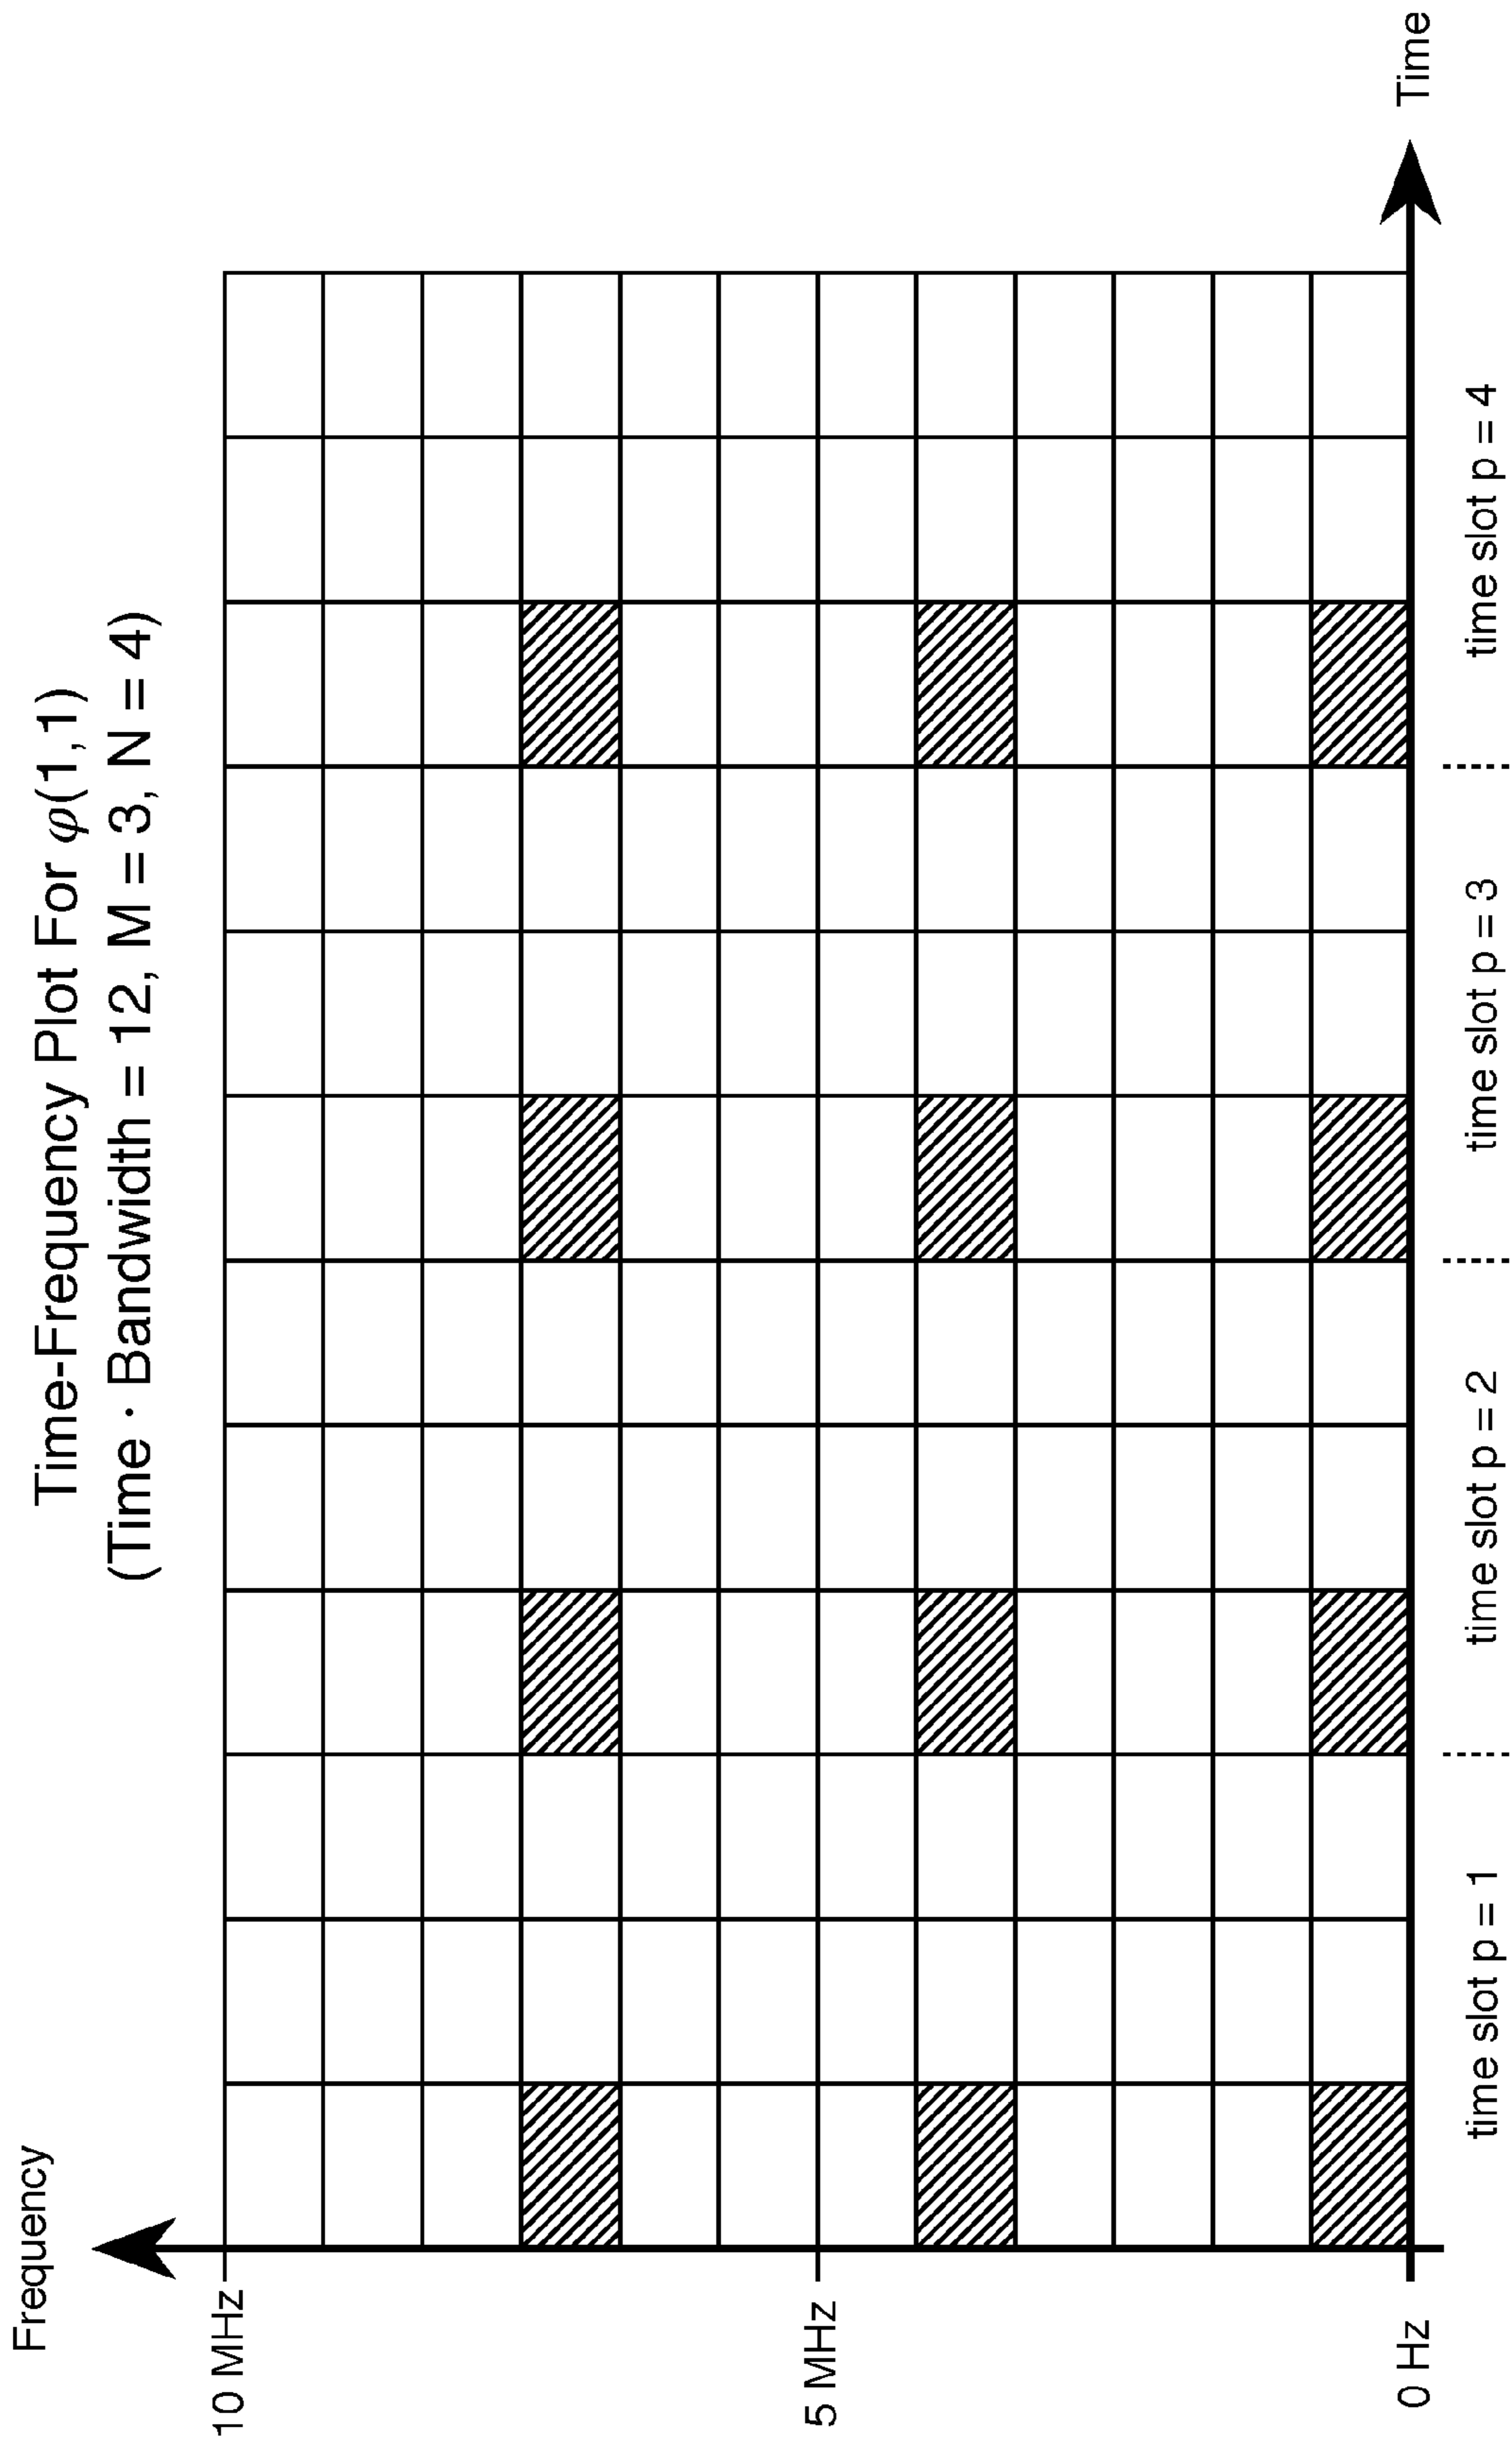 Time-Frequency Plot For φ(1,1)
(Time · Bandwidth = 12, M = 3, N = 4)
Frequency
10 MHz
5 MHz
0 Hz
Time
time slot p = 1
time slot p = 2
time slot p = 3
time slot p = 4